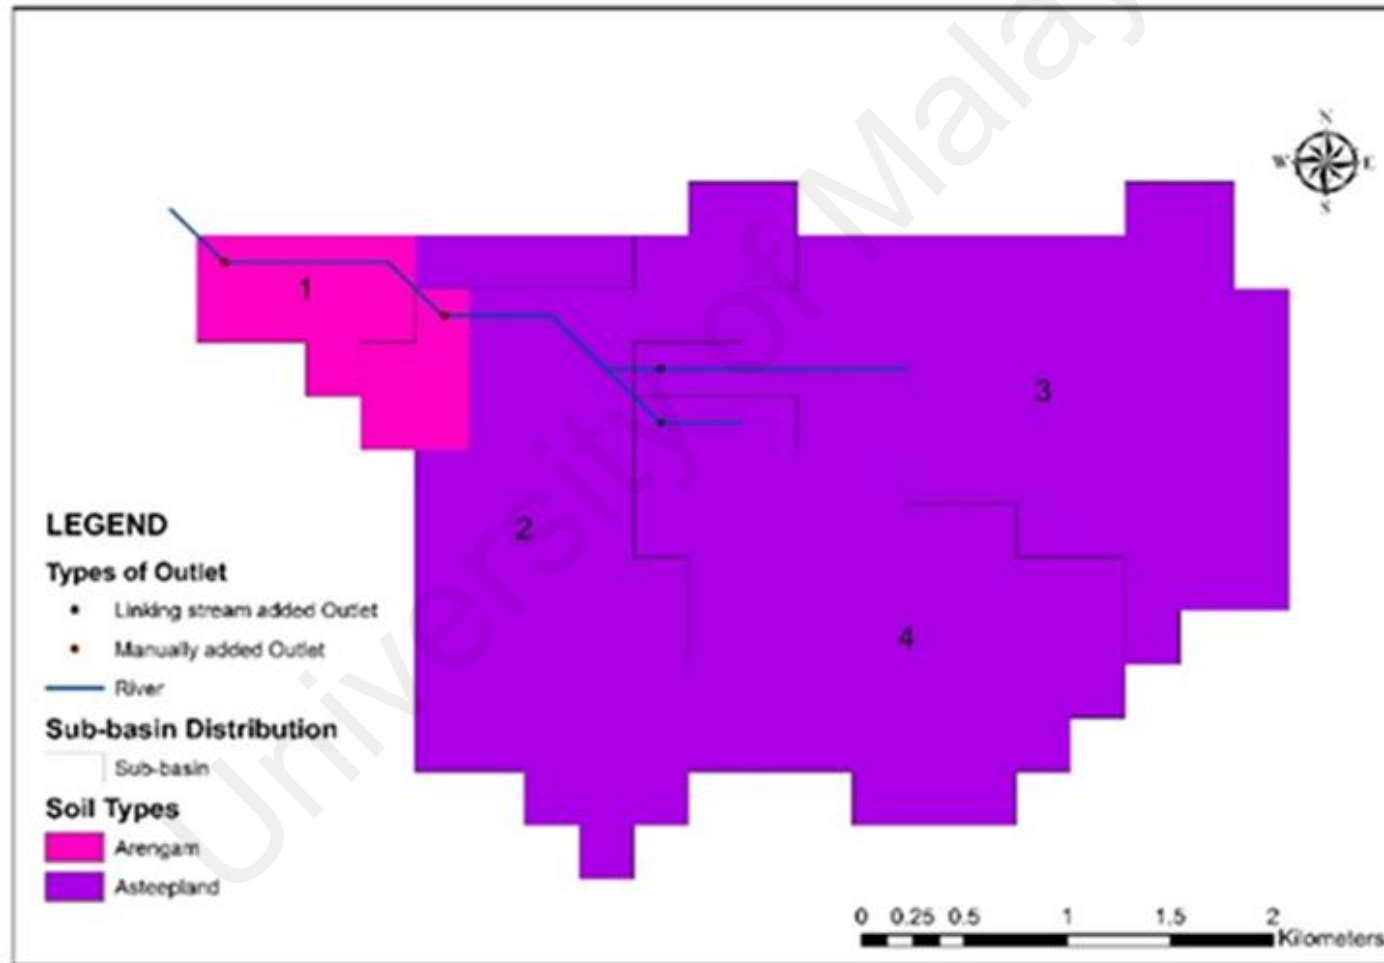 N
W E
S
1
3
2
4
LEGEND
Types of Outlet
Linking stream added Outlet
Manually added Outlet
River
Sub-basin Distribution
Sub-basin
Soil Types
Arengam
Asteepland
0 0.25 0.5 1 1.5 2
Kilometers
University of Malay